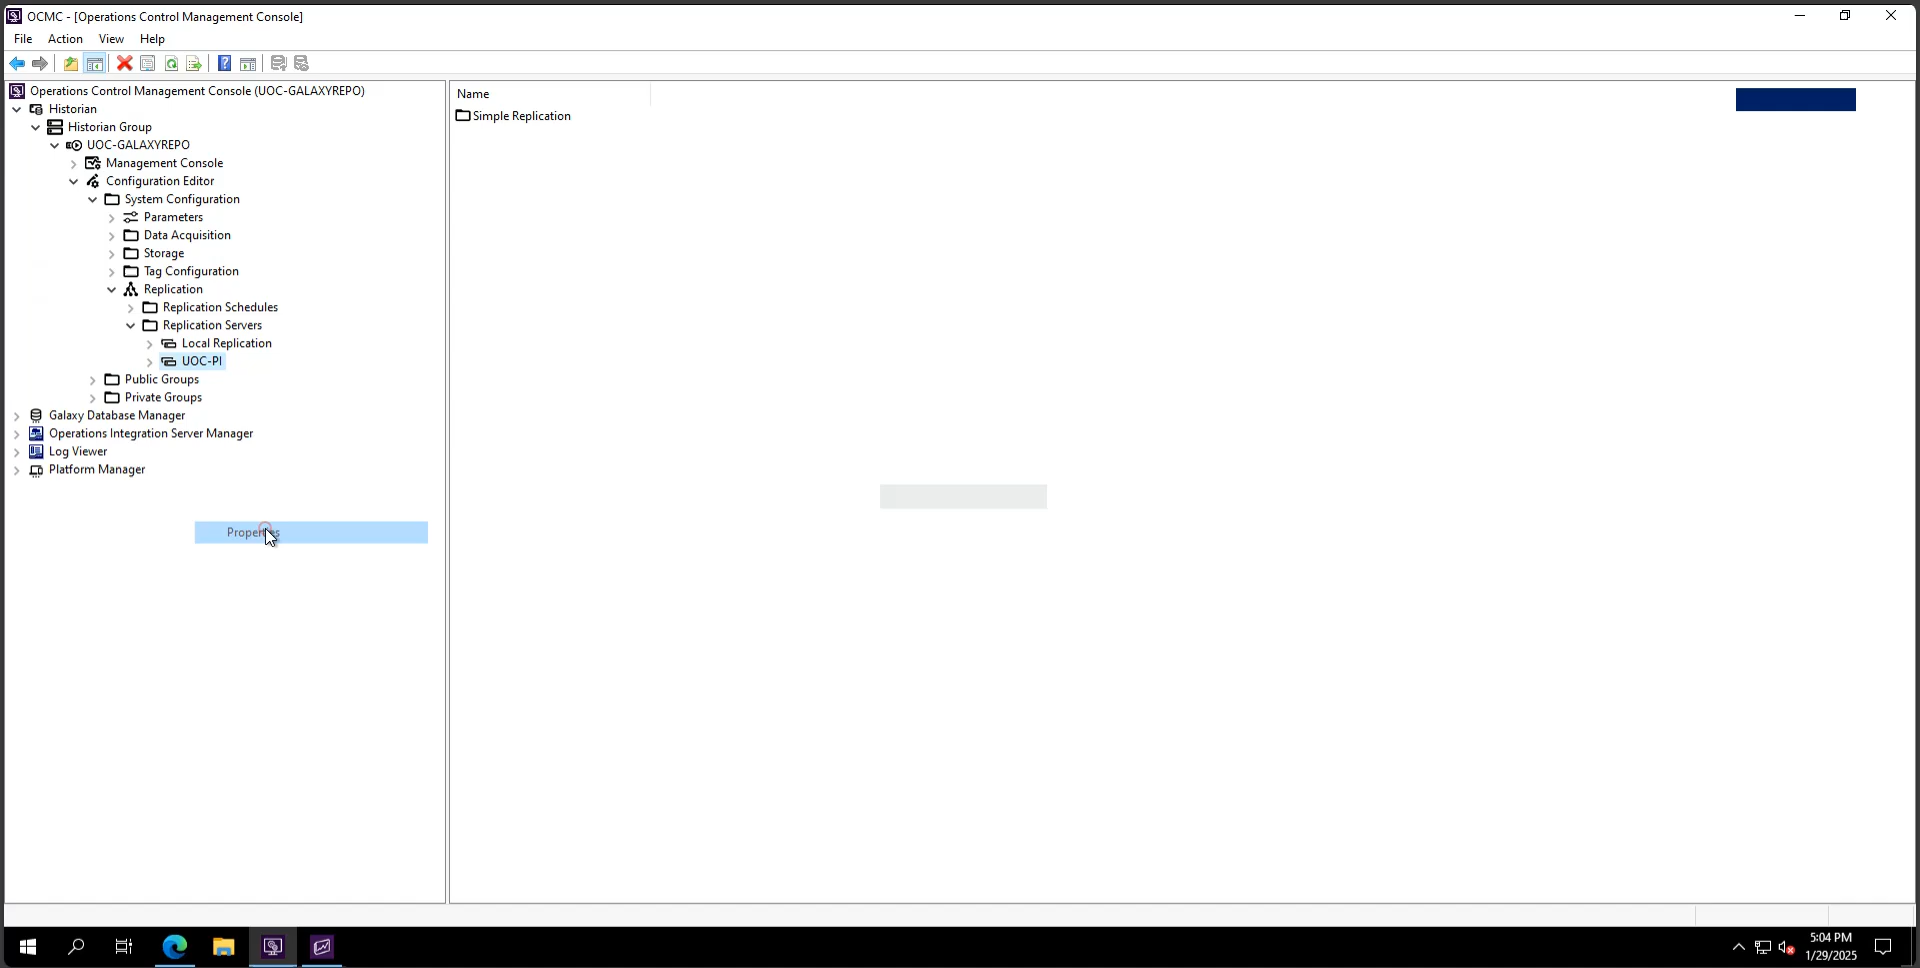 OCMC - [Operations Control Management Console]
File Action View Help
Operations Control Management Console (UOC-GALAXYREPO)
Historian
Historian Group
UOC-GALAXYREPO
Management Console
Configuration Editor
System Configuration
Parameters
Data Acquisition
Storage
Tag Configuration
Replication
Replication Schedules
Replication Servers
Local Replication
UOC-PI
Public Groups
Private Groups
Galaxy Database Manager
Operations Integration Server Manager
Log Viewer
Platform Manager
Properties
Name
Simple Replication
5:04 PM
1/29/2025